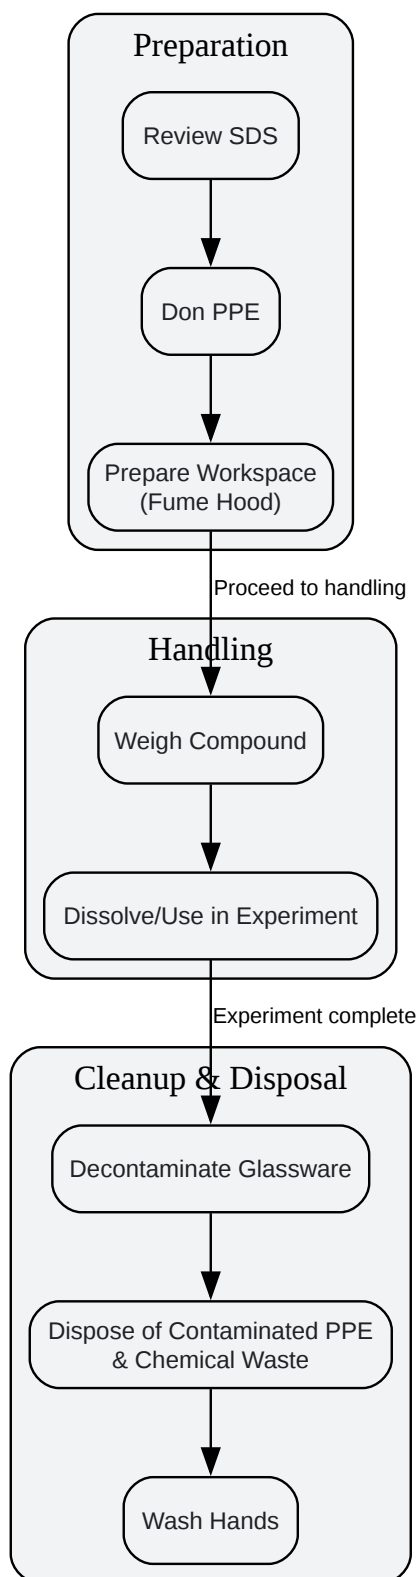 Preparation
Review SDS
Don PPE
Prepare Workspace
(Fume Hood)
Proceed to handling
Handling
Weigh Compound
Dissolve/Use in Experiment
Experiment complete
Cleanup & Disposal
Decontaminate Glassware
Dispose of Contaminated PPE
& Chemical Waste
Wash Hands